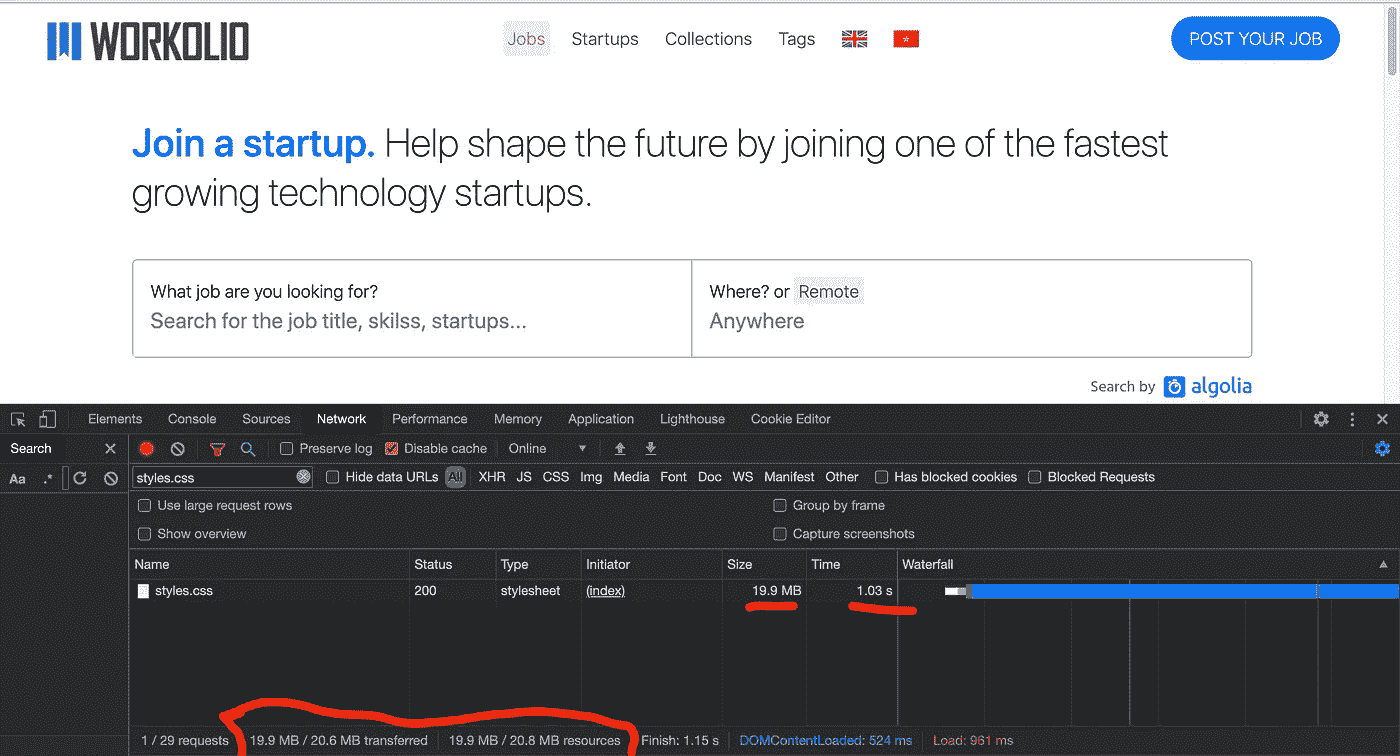 WORKOLIO Jobs Startups Collections Tags POST YOUR JOB
Join a startup. Help shape the future by joining one of the fastest
growing technology startups.
What job are you looking for? Where? or Remote
Search for the job title, skilss, startups... Anywhere
Search by algolia
Elements Console Sources Network Performance Memory Application Lighthouse Cookie Editor
Search Preserve log Disable cache Online
Aa .* styles.css Hide data URLs All XHR JS CSS Img Media Font Doc WS Manifest Other Has blocked cookies Blocked Requests
Use large request rows Group by frame
Show overview Capture screenshots
Name Status Type Initiator Size Time Waterfall
styles.css 200 stylesheet (index) 19.9 MB 1.03 s
1 / 29 requests 19.9 MB / 20.6 MB transferred 19.9 MB / 20.8 MB resources Finish: 1.15 s DOMContentLoaded: 524 ms Load: 961 ms